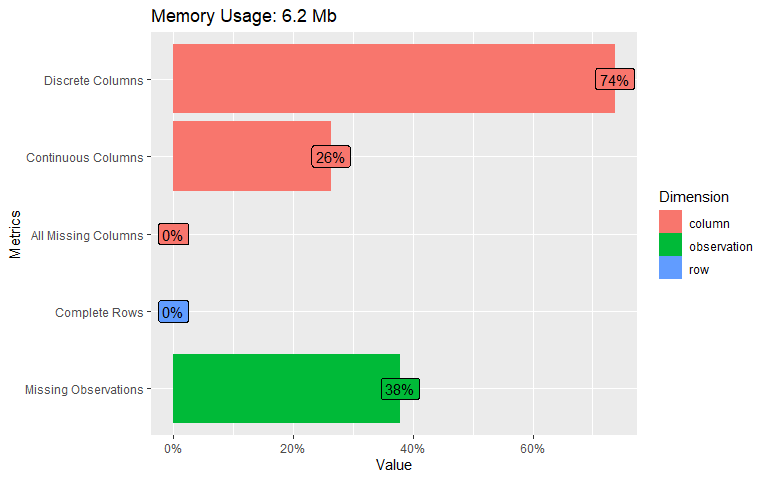 Memory Usage: 6.2 Mb
Discrete Columns
74%
Continuous Columns
26%
All Missing Columns
0%
Complete Rows
0%
Missing Observations
38%
0%
20%
40%
60%
Value
Metrics
Dimension
column
observation
row